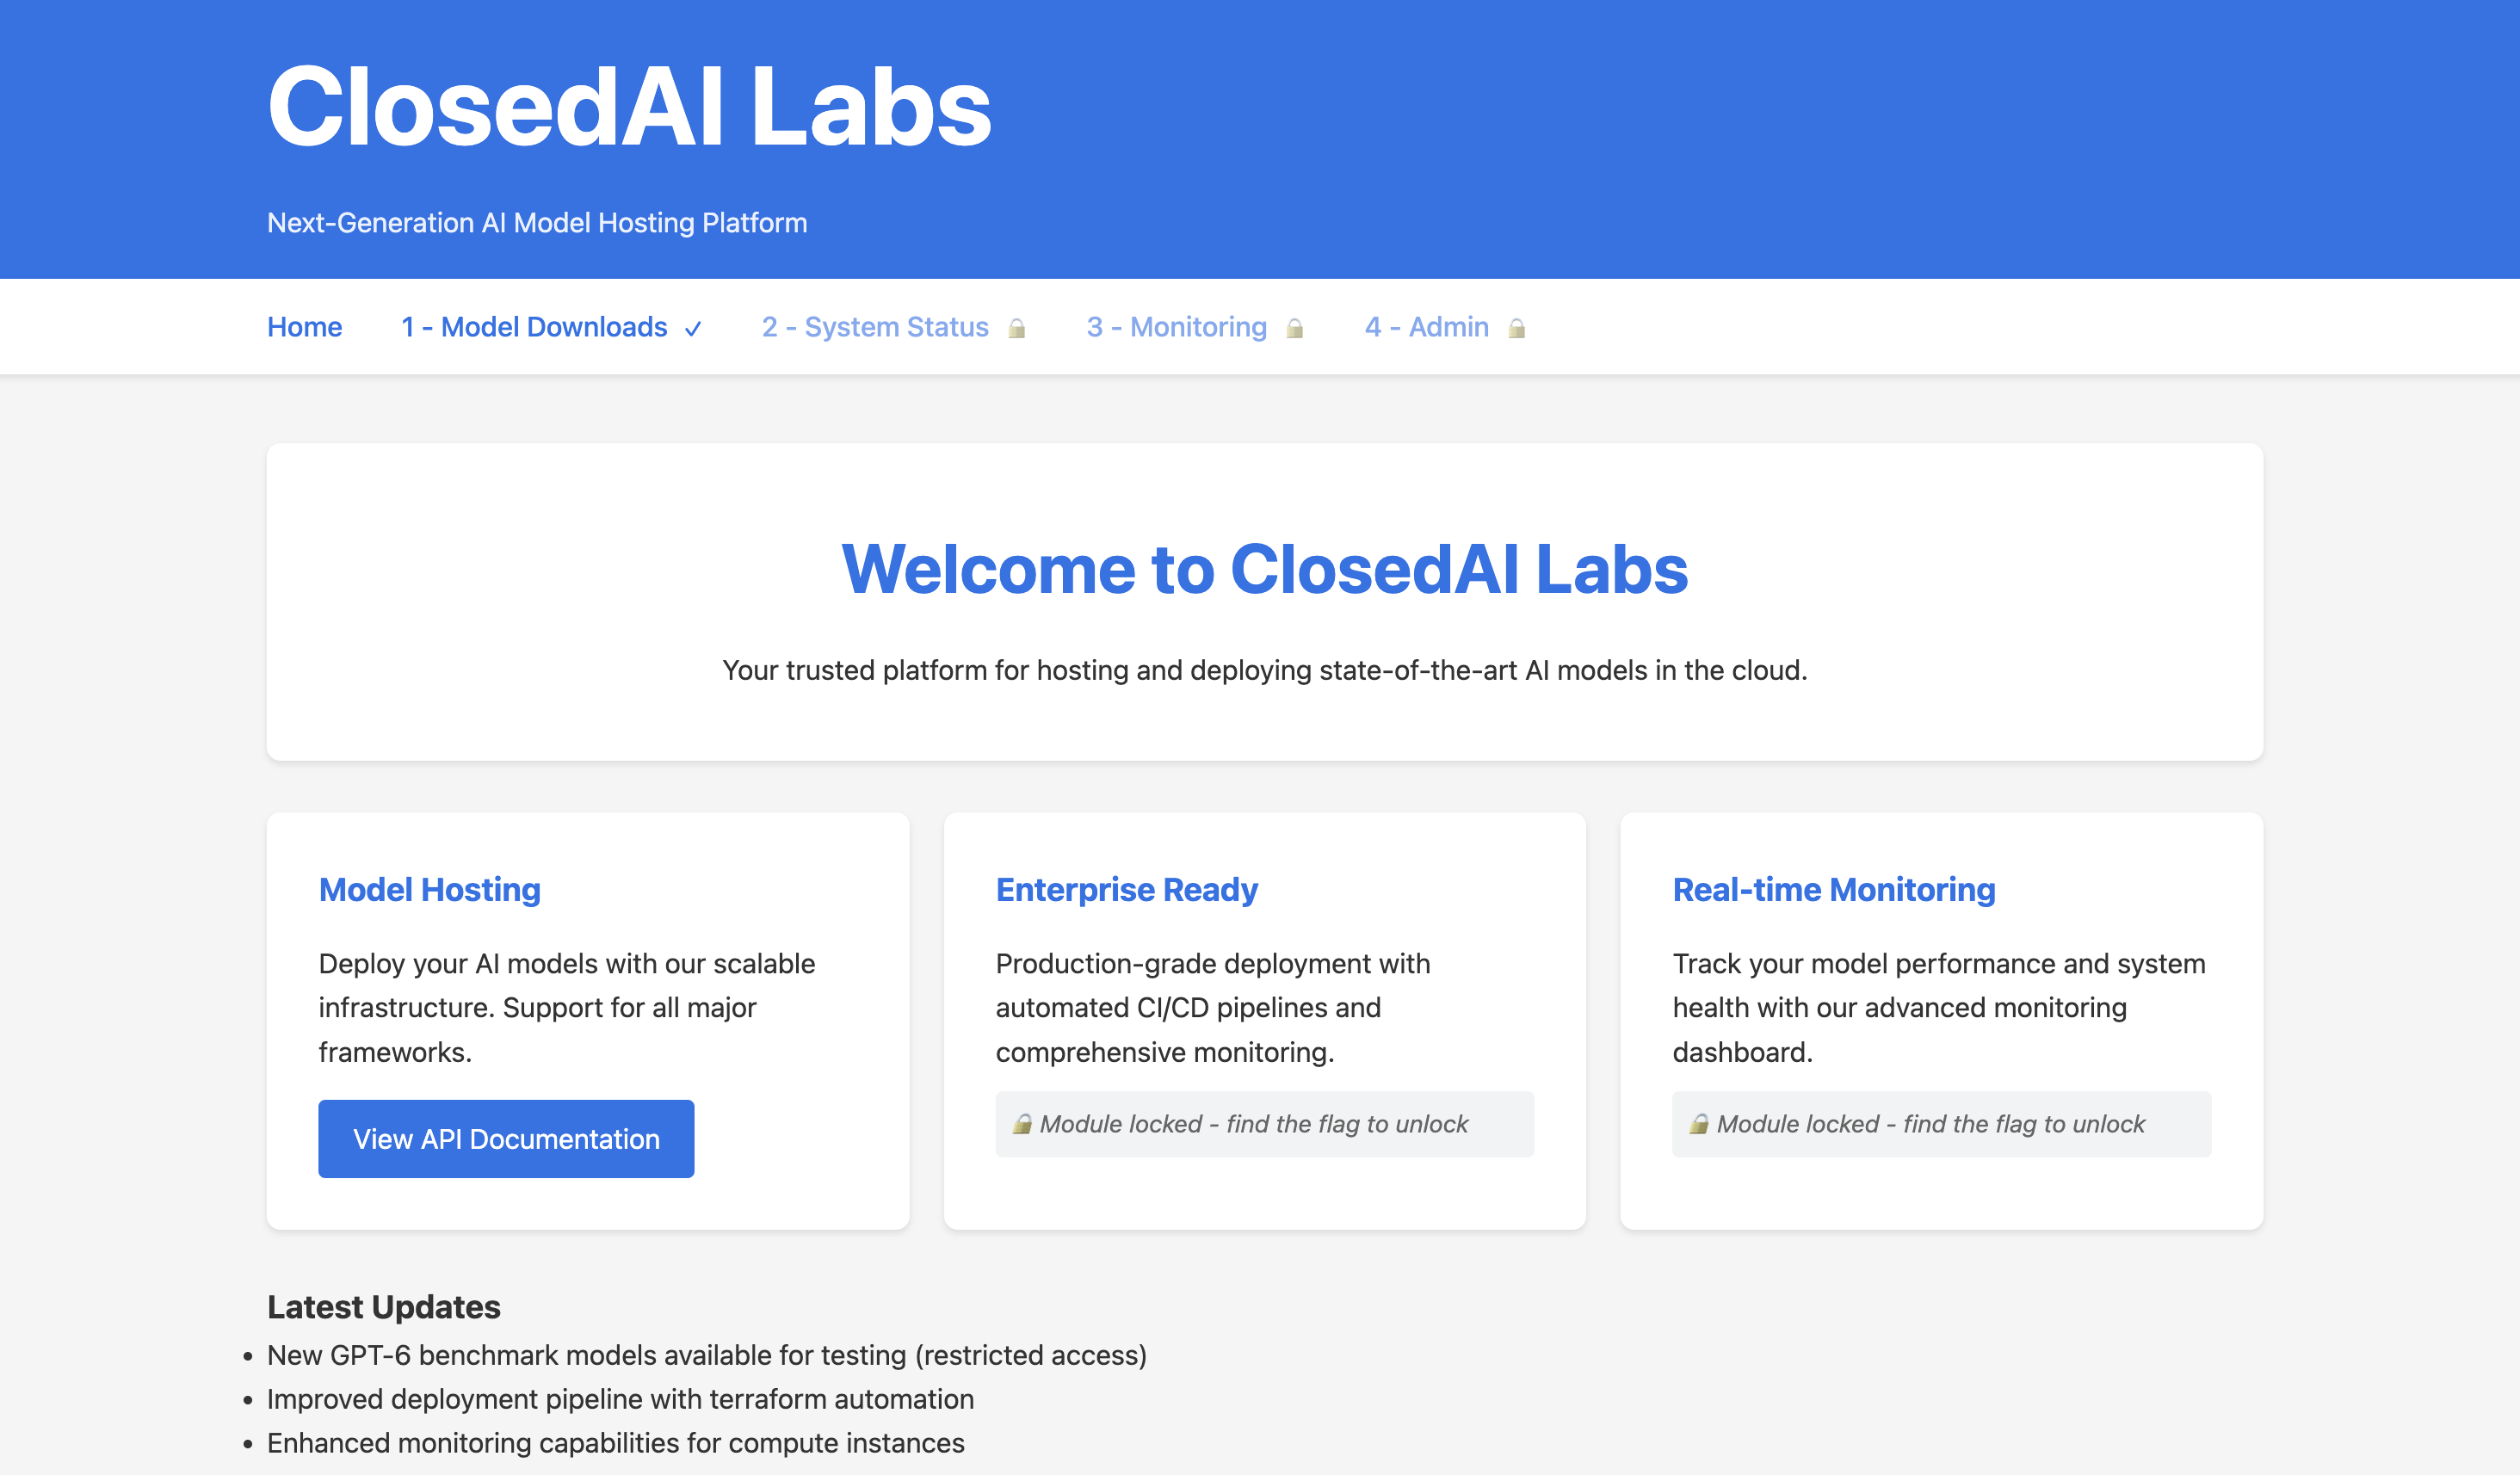 ClosedAI Labs
Next-Generation AI Model Hosting Platform
Home 1 - Model Downloads ✓ 2 - System Status 🔒 3 - Monitoring 🔒 4 - Admin 🔒
Welcome to ClosedAI Labs
Your trusted platform for hosting and deploying state-of-the-art AI models in the cloud.
Model Hosting
Deploy your AI models with our scalable
infrastructure. Support for all major
frameworks.
View API Documentation
Enterprise Ready
Production-grade deployment with
automated CI/CD pipelines and
comprehensive monitoring.
🔒 Module locked - find the flag to unlock
Real-time Monitoring
Track your model performance and system
health with our advanced monitoring
dashboard.
🔒 Module locked - find the flag to unlock
Latest Updates
• New GPT-6 benchmark models available for testing (restricted access)
• Improved deployment pipeline with terraform automation
• Enhanced monitoring capabilities for compute instances